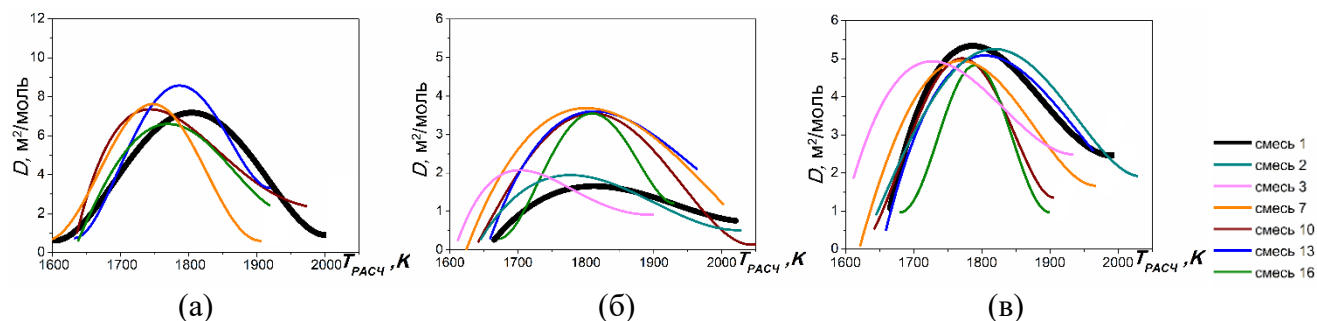 D, м²/моль
12
10
8
6
4
2
0
1600 1700 1800 1900 2000 T_РАСЧ, К
(а)
D, м²/моль
6
5
4
3
2
1
0
1600 1700 1800 1900 2000 T_РАСЧ, К
(б)
D, м²/моль
6
5
4
3
2
1
0
1600 1700 1800 1900 2000 T_РАСЧ, К
(в)
смесь 1
смесь 2
смесь 3
смесь 7
смесь 10
смесь 13
смесь 16